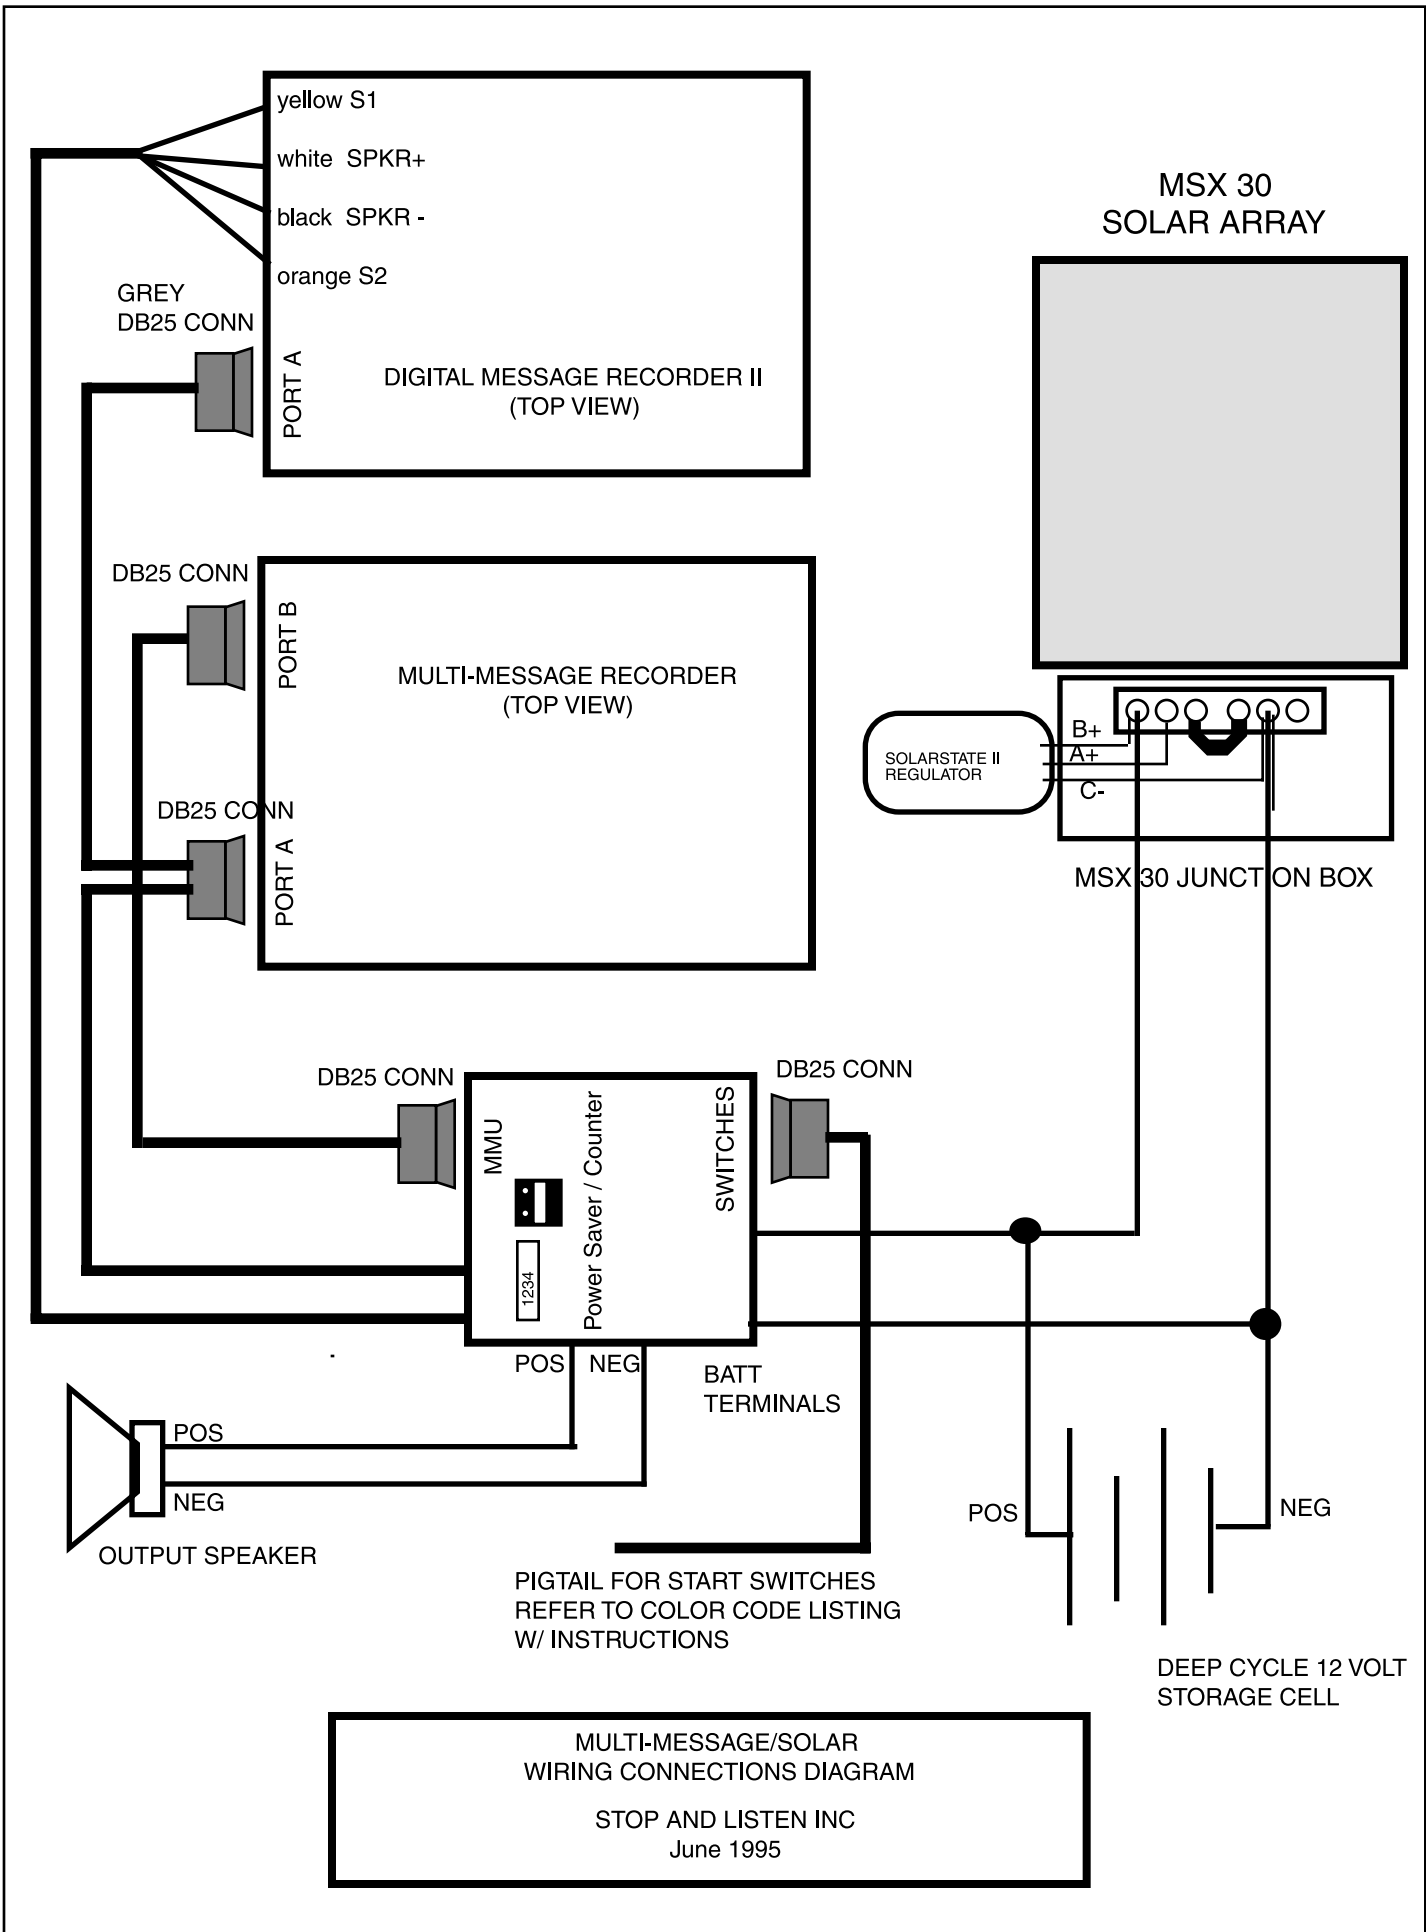 yellow S1
white SPKR+
black SPKR -
orange S2
GREY
DB25 CONN
PORT A
DIGITAL MESSAGE RECORDER II
(TOP VIEW)
MSX 30
SOLAR ARRAY
DB25 CONN
PORT B
MULTI-MESSAGE RECORDER
(TOP VIEW)
DB25 CONN
PORT A
SOLARSTATE II
REGULATOR
B+
A+
C-
MSX 30 JUNCTION BOX
DB25 CONN
MMU
1234
Power Saver / Counter
SWITCHES
DB25 CONN
POS
NEG
BATT
TERMINALS
POS
NEG
OUTPUT SPEAKER
POS
NEG
PIGTAIL FOR START SWITCHES
REFER TO COLOR CODE LISTING
W/ INSTRUCTIONS
DEEP CYCLE 12 VOLT
STORAGE CELL
MULTI-MESSAGE/SOLAR
WIRING CONNECTIONS DIAGRAM
STOP AND LISTEN INC
June 1995